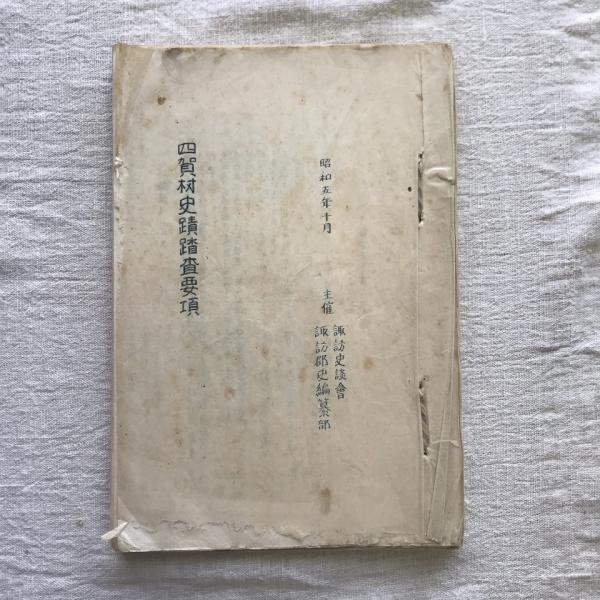 昭和五年十月
主催 諏訪史談會
諏訪郡史編纂部
四賀村史蹟踏査要項